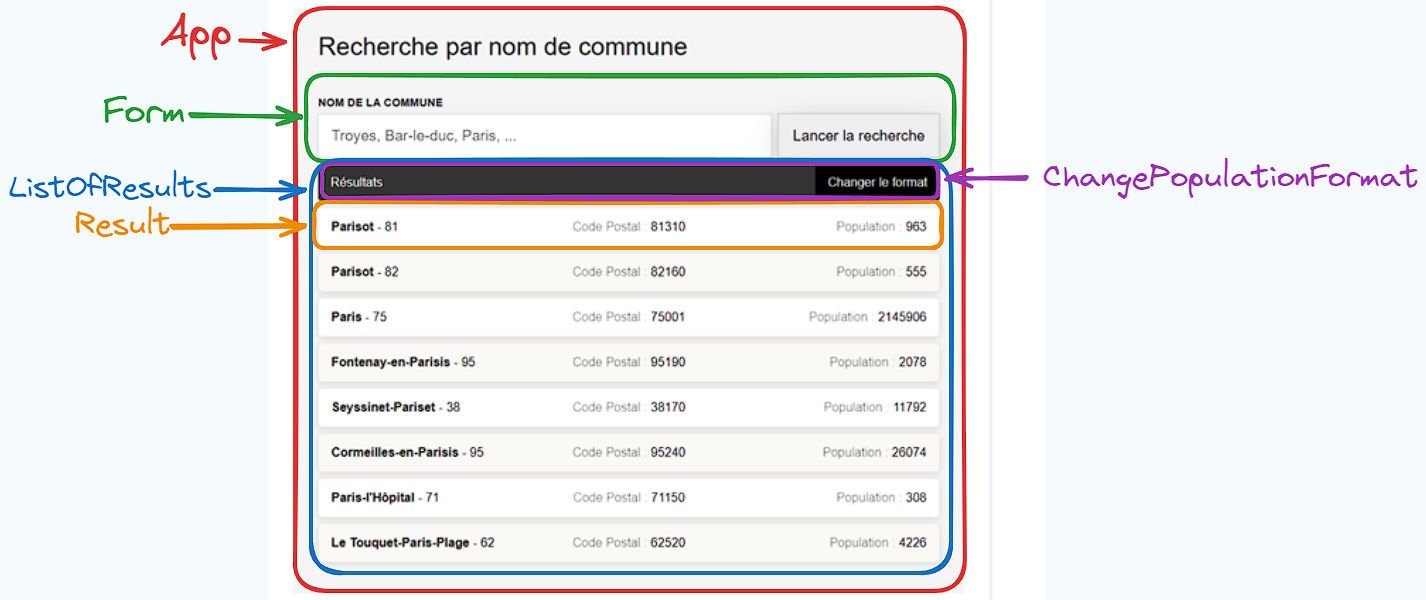 App
Recherche par nom de commune
Form
NOM DE LA COMMUNE
Troyes, Bar-le-duc, Paris, ...
Lancer la recherche
ListOfResults
Résultats
Changer le format
ChangePopulationFormat
Result
Parisot - 81 Code Postal : 81310 Population : 963
Parisot - 82 Code Postal : 82160 Population : 555
Paris - 75 Code Postal : 75001 Population : 2145906
Fontenay-en-Parisis - 95 Code Postal : 95190 Population : 2078
Seyssinet-Pariset - 38 Code Postal : 38170 Population : 11792
Cormeilles-en-Parisis - 95 Code Postal : 95240 Population : 26074
Paris-l'Hôpital - 71 Code Postal : 71150 Population : 308
Le Touquet-Paris-Plage - 62 Code Postal : 62520 Population : 4226